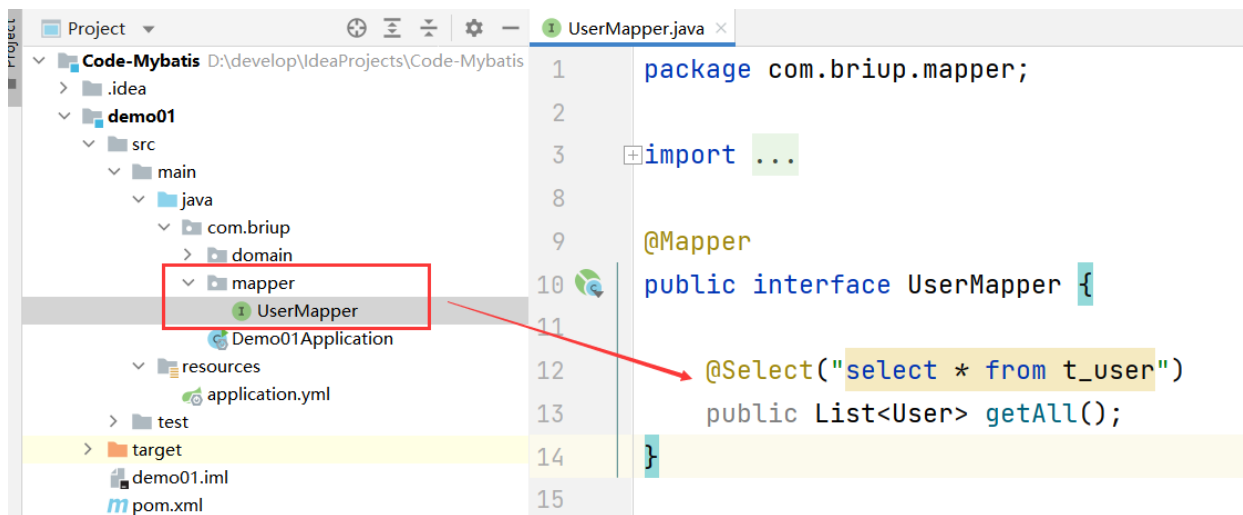 Project
Project
Code-Mybatis D:\develop\IdeaProjects\Code-Mybatis
.idea
demo01
src
main
java
com.briup
domain
mapper
UserMapper
Demo01Application
resources
application.yml
test
target
demo01.iml
pom.xml
UserMapper.java
1 package com.briup.mapper;
2
3 import ...
8
9 @Mapper
10 public interface UserMapper {
11
12 @Select("select * from t_user")
13 public List<User> getAll();
14 }
15